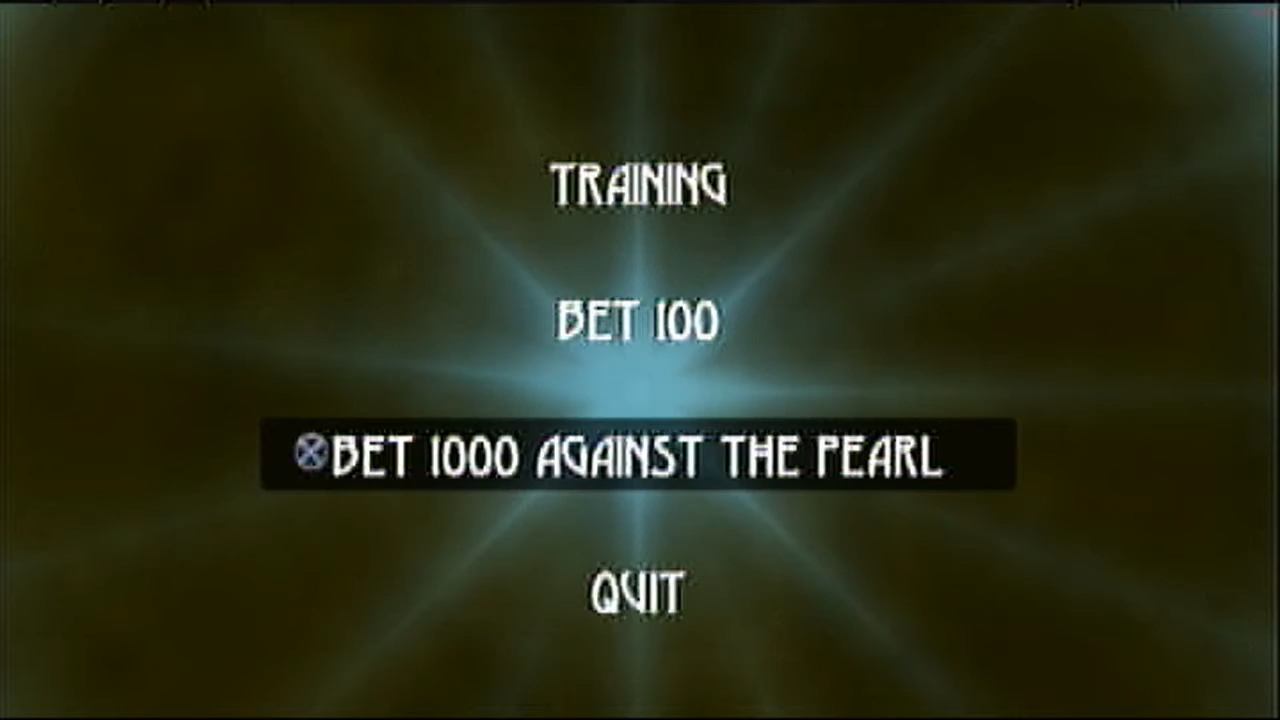 TRAINING
BET 100
BET 1000 AGAINST THE PEARL
QUIT